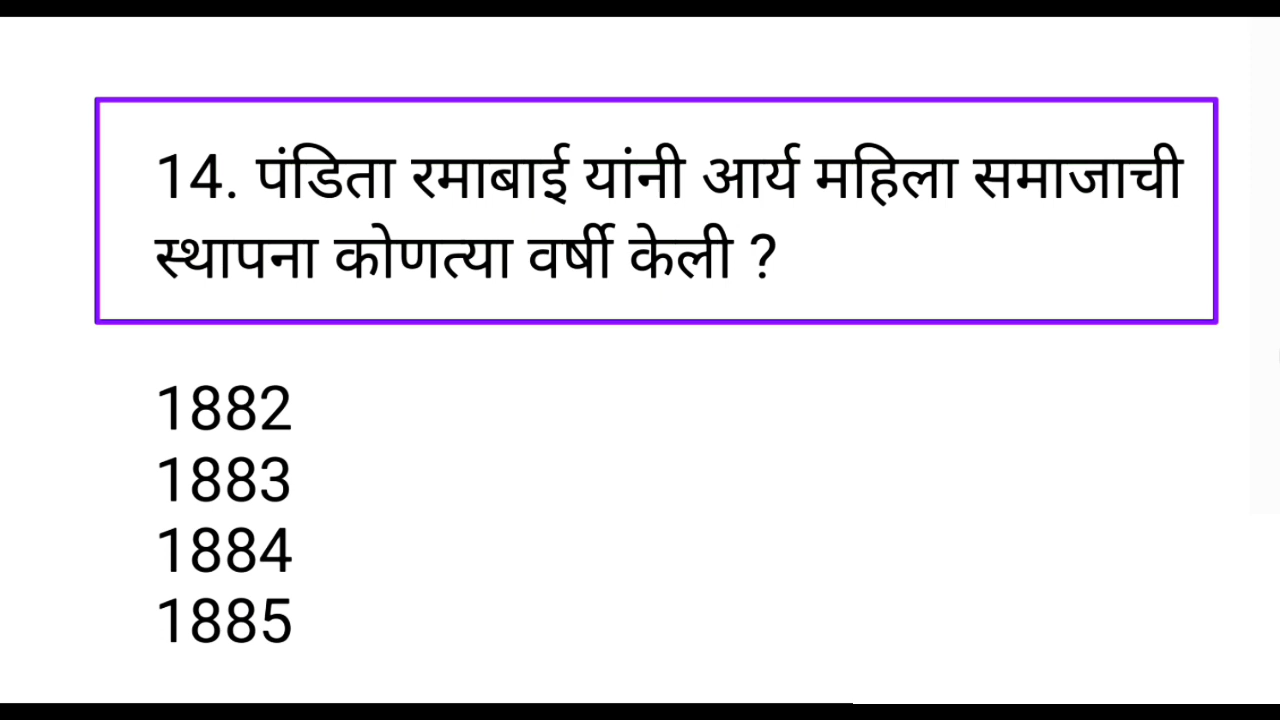 14. पंडिता रमाबाई यांनी आर्य महिला समाजाची
स्थापना कोणत्या वर्षी केली ?
1882
1883
1884
1885